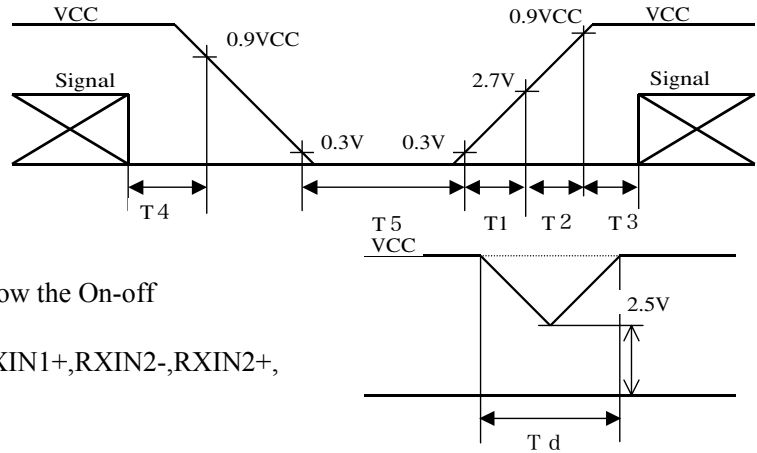 VCC 0.9VCC VCC
0.9VCC
Signal 2.7V Signal
0.3V 0.3V
T4 T5 T1 T2 T3
VCC
ow the On-off
2.5V
XIN1+,RXIN2-,RXIN2+,
Td